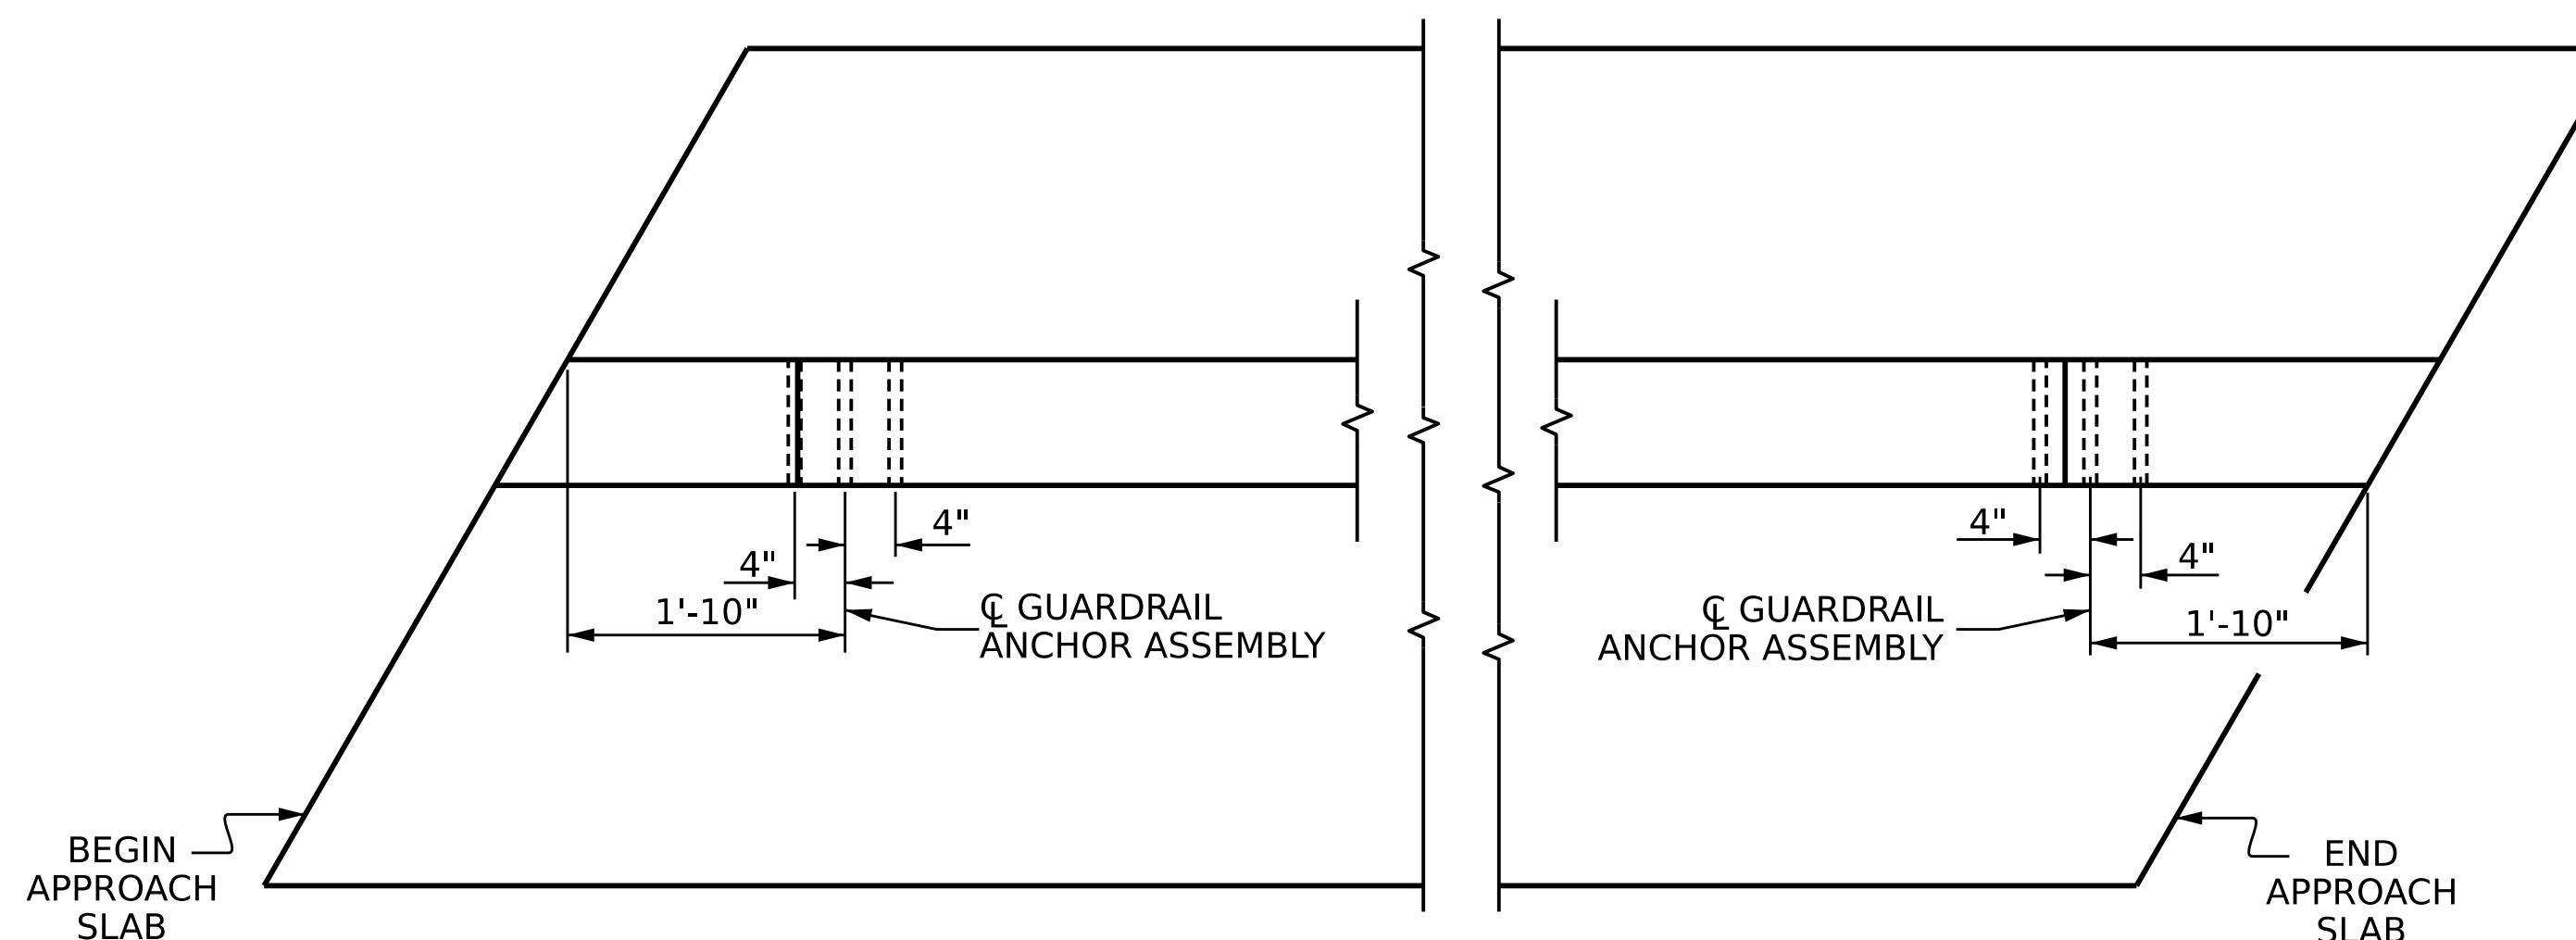 4"
4"
1'-10"
℄ GUARDRAIL
ANCHOR ASSEMBLY
BEGIN
APPROACH
SLAB
4"
4"
1'-10"
℄ GUARDRAIL
ANCHOR ASSEMBLY
END
APPROACH
SLAB